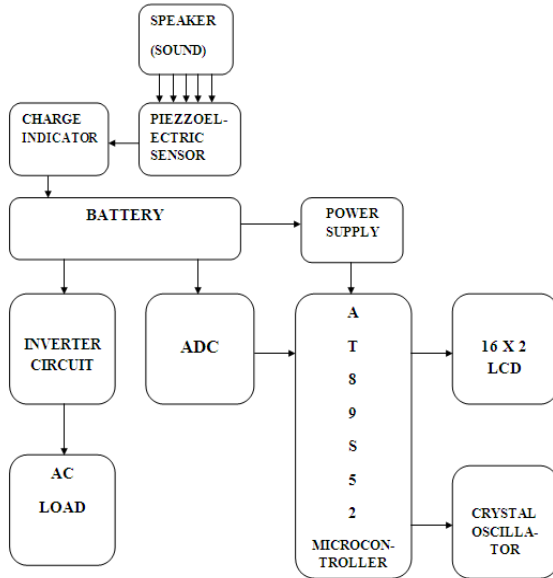 SPEAKER
(SOUND)
CHARGE
INDICATOR
PIEZZOEL-
ECTRIC
SENSOR
BATTERY
POWER
SUPPLY
INVERTER
CIRCUIT
ADC
A
T
8
9
S
5
2
MICROCON-
TROLLER
16 X 2
LCD
AC
LOAD
CRYSTAL
OSCILLA-
TOR